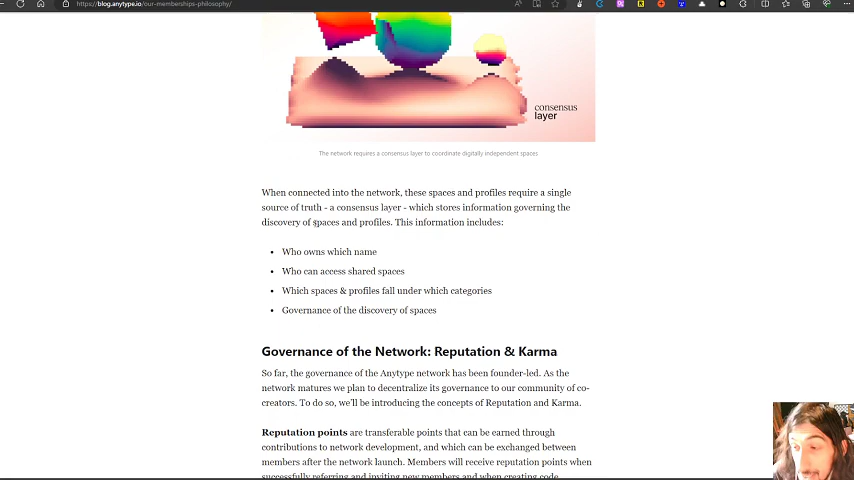 https://blog.anytype.io/our-memberships-philosophy/
consensus
layer
The network requires a consensus layer to coordinate digitally independent spaces
When connected into the network, these spaces and profiles require a single
source of truth - a consensus layer - which stores information governing the
discovery of spaces and profiles. This information includes:
• Who owns which name
• Who can access shared spaces
• Which spaces & profiles fall under which categories
• Governance of the discovery of spaces
Governance of the Network: Reputation & Karma
So far, the governance of the Anytype network has been founder-led. As the
network matures we plan to decentralize its governance to our community of co-
creators. To do so, we'll be introducing the concepts of Reputation and Karma.
Reputation points are transferable points that can be earned through
contributions to network development, and which can be exchanged between
members after the network launch. Members will receive reputation points when
successfully referring and inviting new members and when creating code